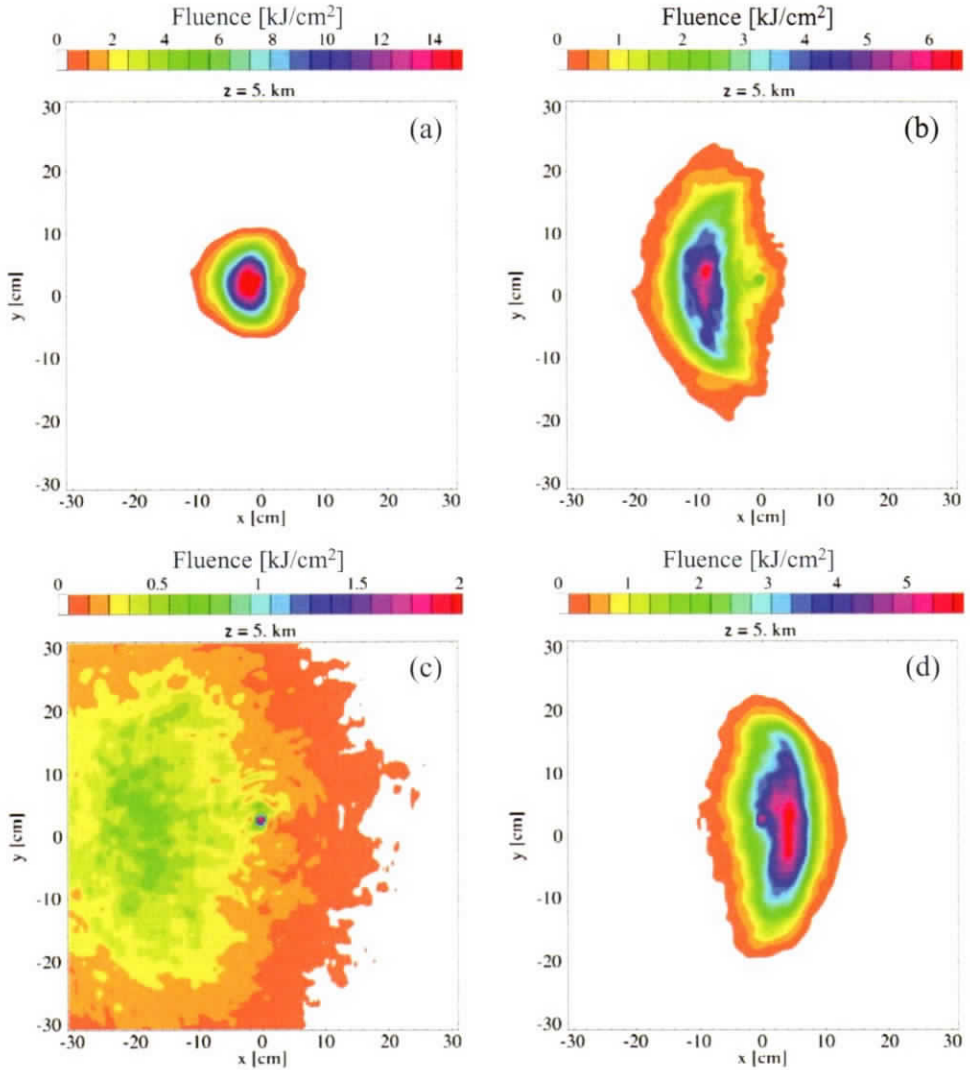 Fluence [kJ/cm²]
0 2 4 6 8 10 12 14
z = 5. km
(a)
30
20
10
0
-10
-20
-30
y [cm]
-30 -20 -10 0 10 20 30
x [cm]
Fluence [kJ/cm²]
0 1 2 3 4 5 6
z = 5. km
(b)
30
20
10
0
-10
-20
-30
y [cm]
-30 -20 -10 0 10 20 30
x [cm]
Fluence [kJ/cm²]
0 0.5 1 1.5 2
z = 5. km
(c)
30
20
10
0
-10
-20
-30
y [cm]
-30 -20 -10 0 10 20 30
x [cm]
Fluence [kJ/cm²]
0 1 2 3 4 5
z = 5. km
(d)
30
20
10
0
-10
-20
-30
y [cm]
-30 -20 -10 0 10 20 30
x [cm]